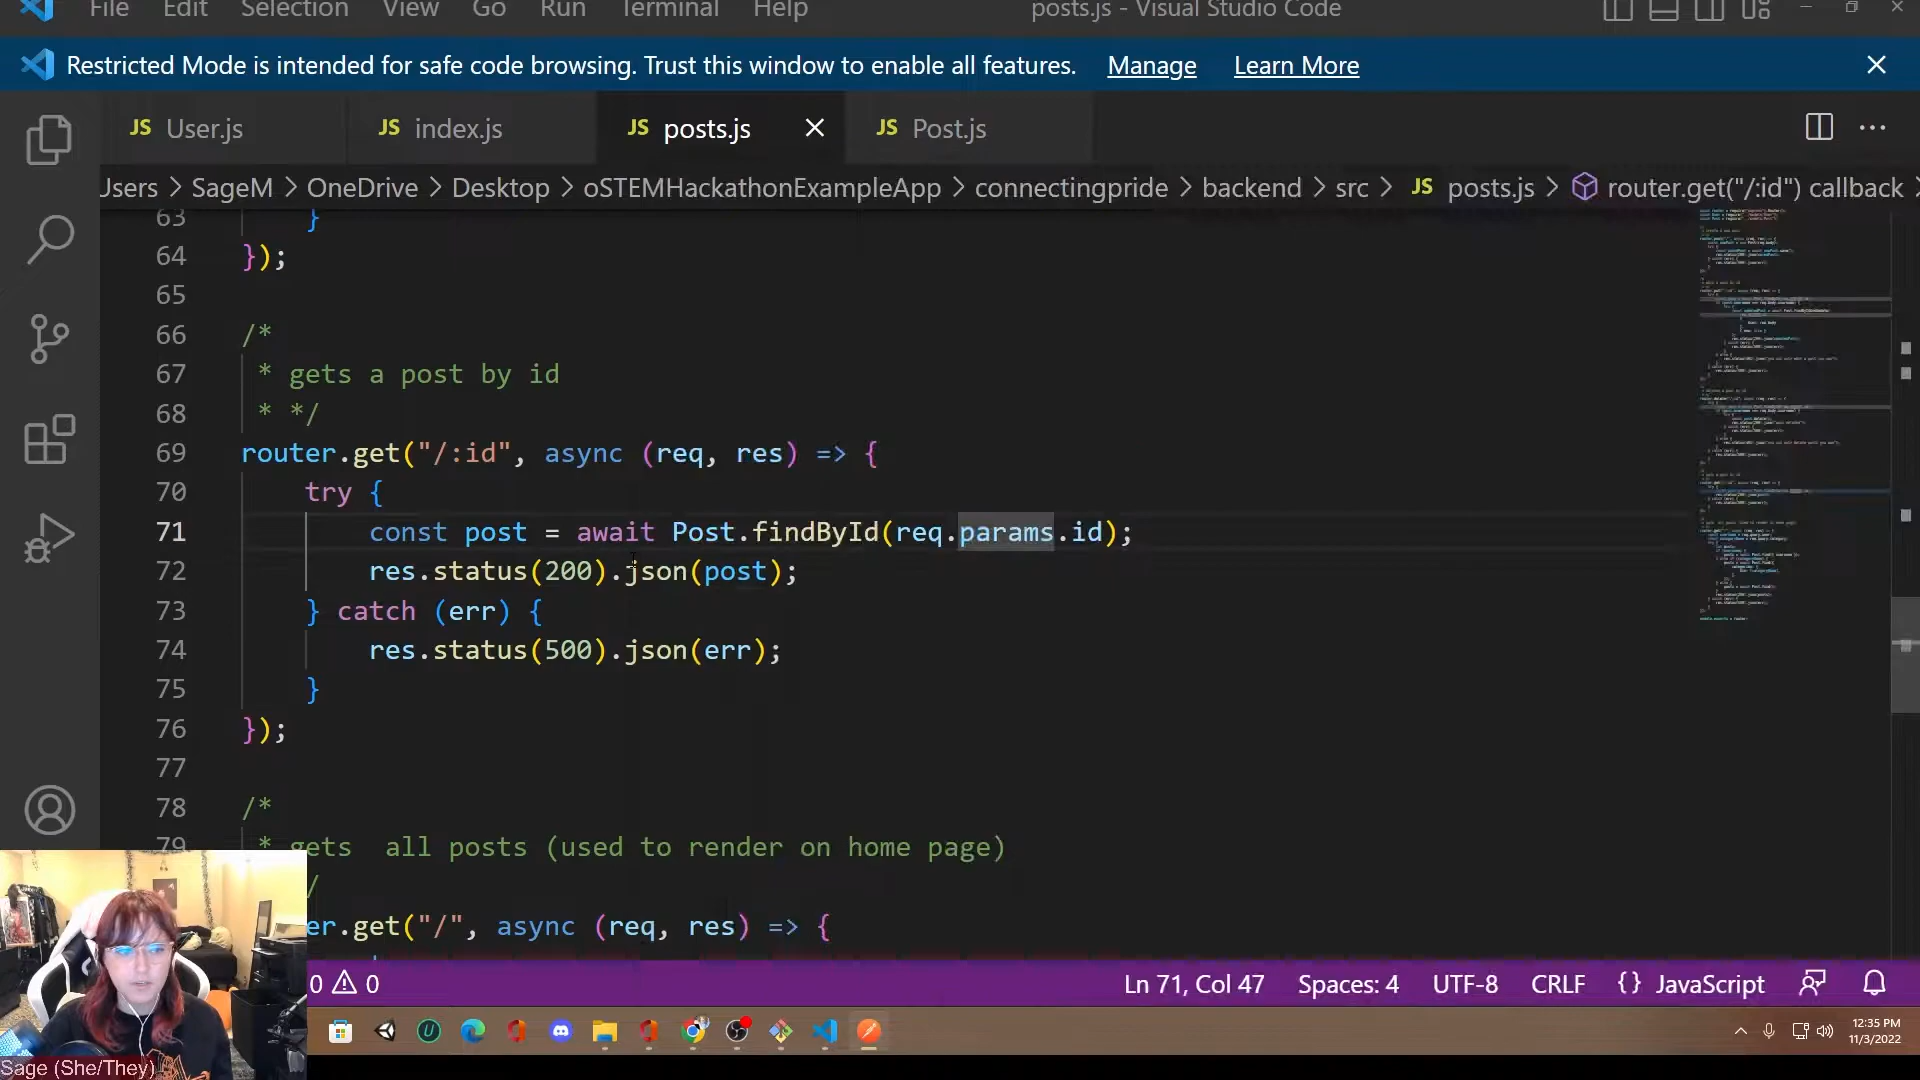 File Edit Selection View Go Run Terminal Help posts.js - Visual Studio Code
Restricted Mode is intended for safe code browsing. Trust this window to enable all features. Manage Learn More
JS User.js JS index.js JS posts.js JS Post.js
Users > SageM > OneDrive > Desktop > oSTEMHackathonExampleApp > connectingpride > backend > src > JS posts.js > router.get("/:id") callback >
63 }
64 });
65
66 /*
67 * gets a post by id
68 * */
69 router.get("/:id", async (req, res) => {
70 try {
71 const post = await Post.findById(req.params.id);
72 res.status(200).json(post);
73 } catch (err) {
74 res.status(500).json(err);
75 }
76 });
77
78 /*
79 * gets  all posts (used to render on home page)
/
er.get("/", async (req, res) => {
0 0 Ln 71, Col 47 Spaces: 4 UTF-8 CRLF {} JavaScript
12:35 PM
11/3/2022
Sage (She/They)